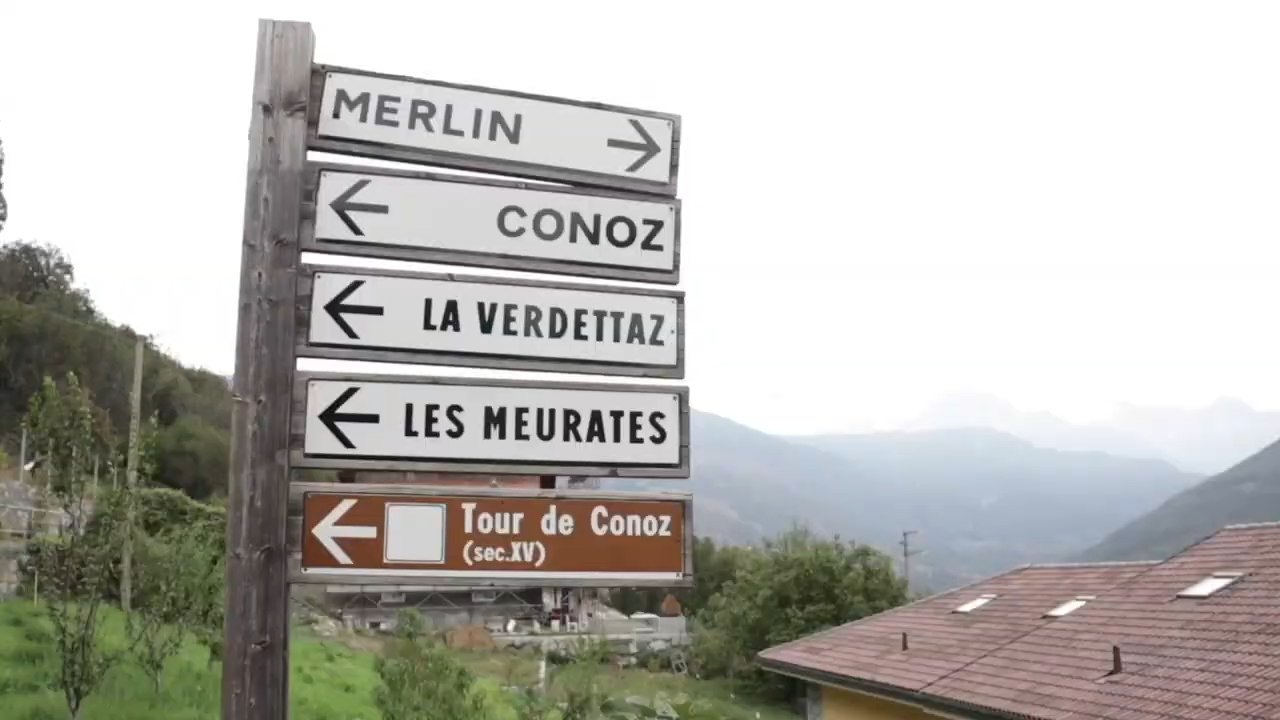 MERLIN
CONOZ
LA VERDETTAZ
LES MEURATES
Tour de Conoz
(sec.XV)